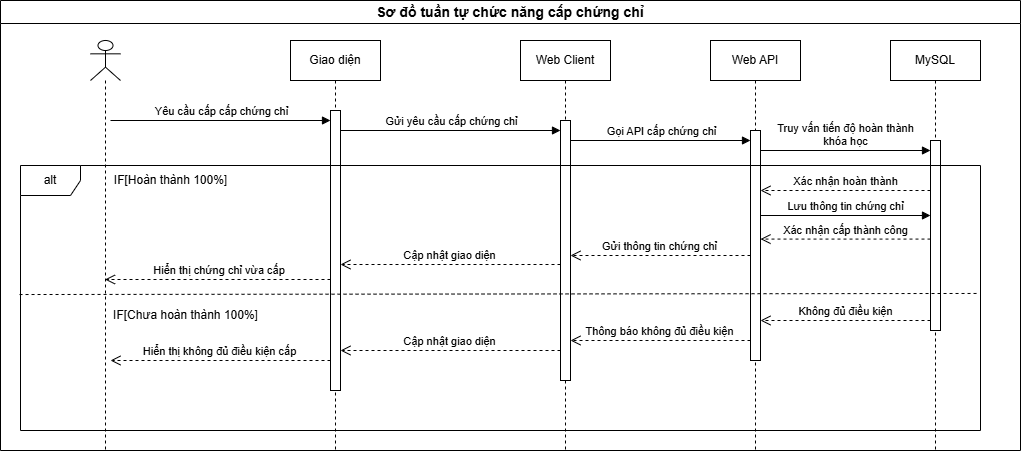 Sơ đồ tuần tự chức năng cấp chứng chỉ
Giao diện
Web Client
Web API
MySQL
Yêu cầu cấp cấp chứng chỉ
Gửi yêu cầu cấp chứng chỉ
Gọi API cấp chứng chỉ
Truy vấn tiến độ hoàn thành
khóa học
alt
IF[Hoàn thành 100%]
Xác nhận hoàn thành
Lưu thông tin chứng chỉ
Xác nhận cấp thành công
Gửi thông tin chứng chỉ
Cập nhật giao diện
Hiển thị chứng chỉ vừa cấp
IF[Chưa hoàn thành 100%]
Không đủ điều kiện
Thông báo không đủ điều kiện
Cập nhật giao diện
Hiển thị không đủ điều kiện cấp